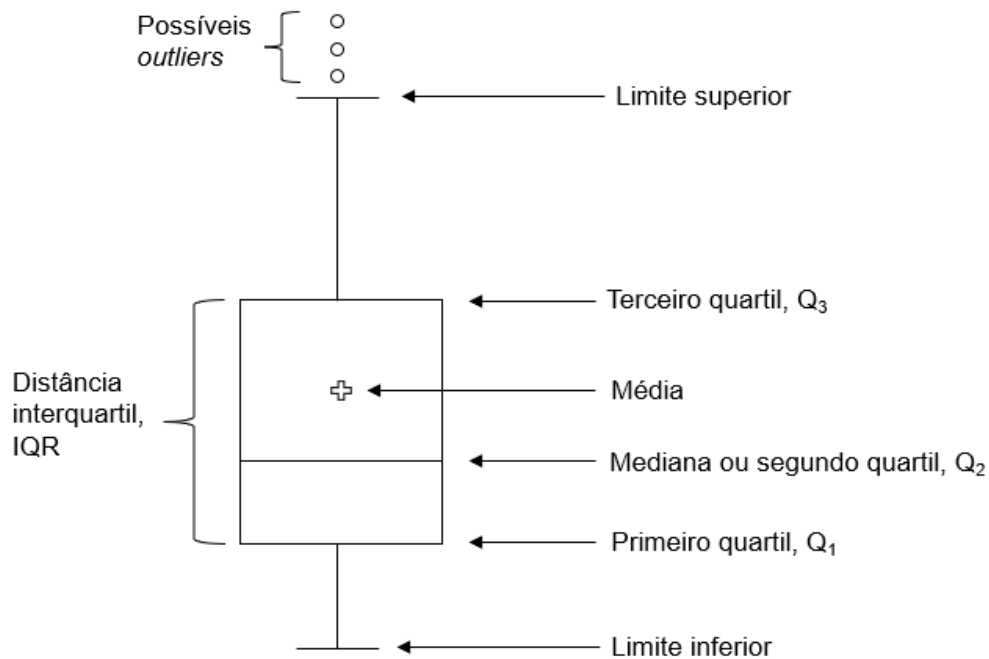 Possíveis
outliers
Limite superior
Terceiro quartil, Q₃
Distância
interquartil,
IQR
Média
Mediana ou segundo quartil, Q₂
Primeiro quartil, Q₁
Limite inferior